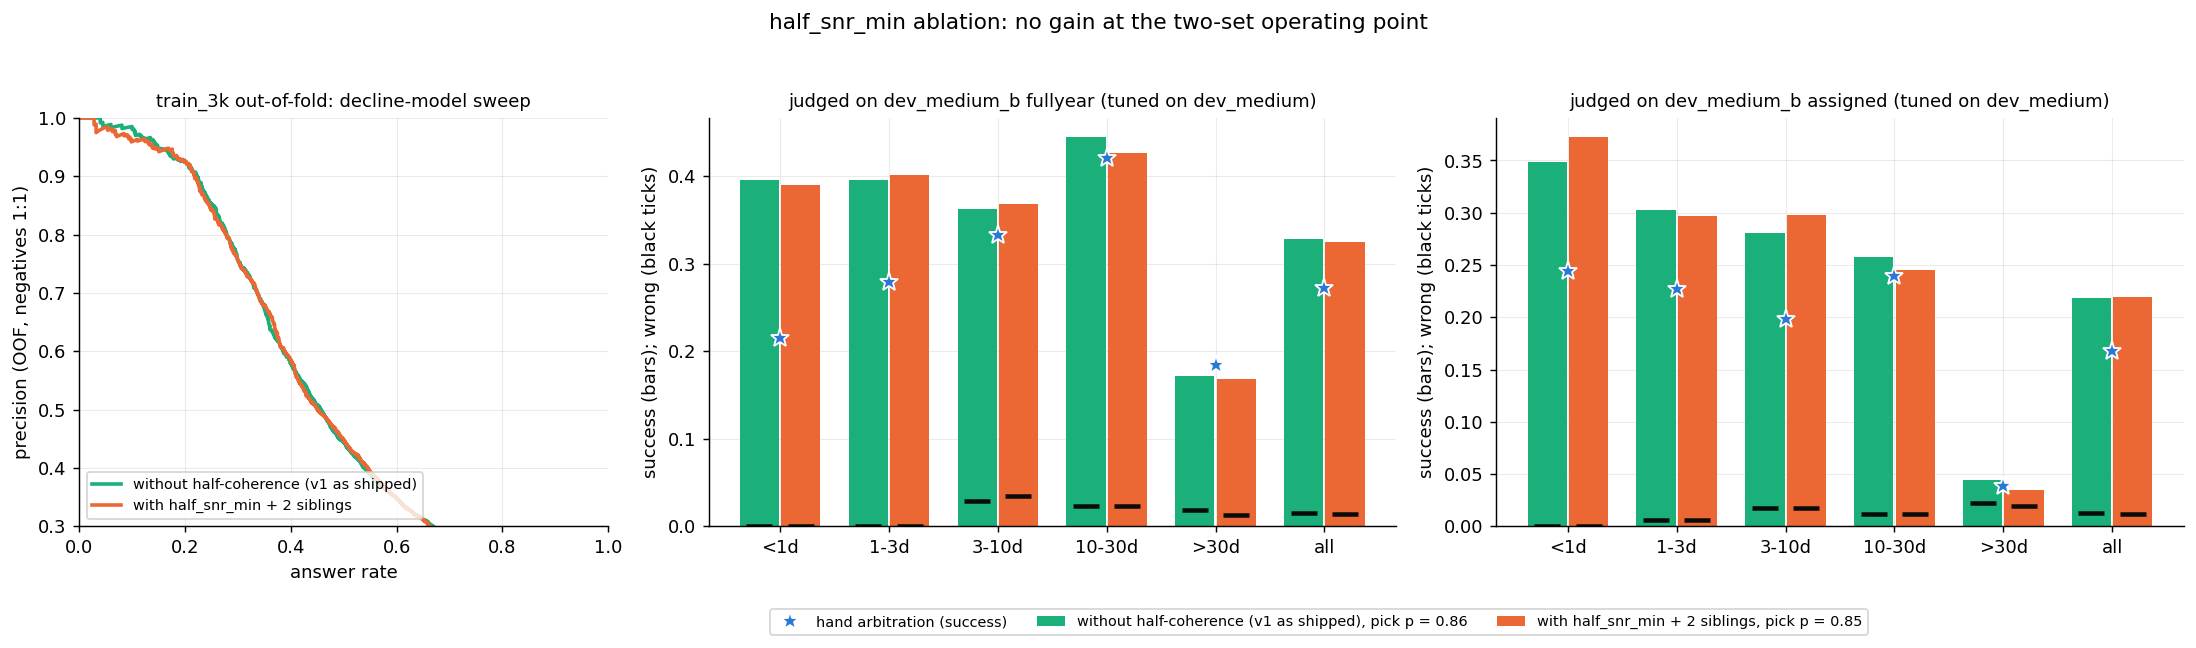 half_snr_min ablation: no gain at the two-set operating point
train_3k out-of-fold: decline-model sweep
precision (OOF, negatives 1:1)
1.0
0.9
0.8
0.7
0.6
0.5
0.4
0.3
without half-coherence (v1 as shipped)
with half_snr_min + 2 siblings
0.0
0.2
0.4
0.6
0.8
1.0
answer rate
judged on dev_medium_b fullyear (tuned on dev_medium)
success (bars); wrong (black ticks)
0.4
0.3
0.2
0.1
0.0
<1d
1-3d
3-10d
10-30d
>30d
all
judged on dev_medium_b assigned (tuned on dev_medium)
success (bars); wrong (black ticks)
0.35
0.30
0.25
0.20
0.15
0.10
0.05
0.00
<1d
1-3d
3-10d
10-30d
>30d
all
hand arbitration (success)
without half-coherence (v1 as shipped), pick p = 0.86
with half_snr_min + 2 siblings, pick p = 0.85